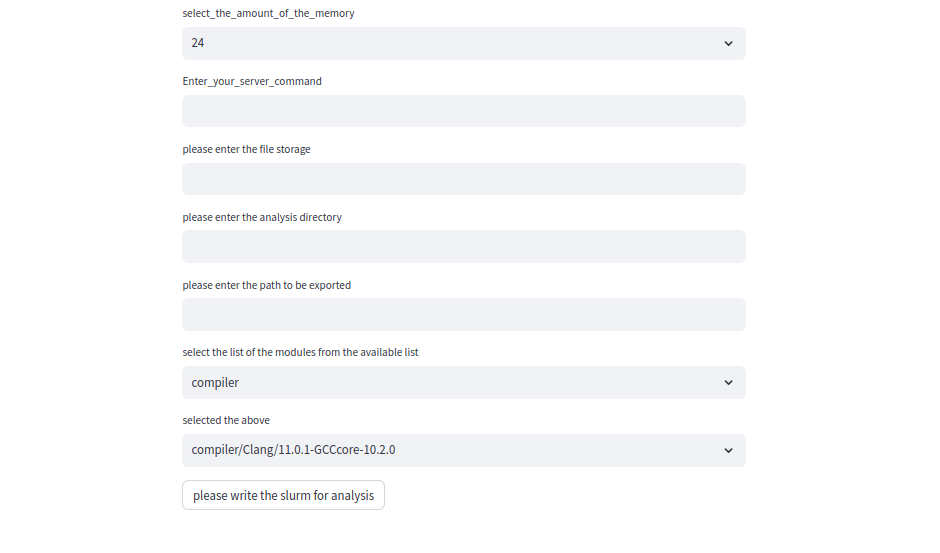 select_the_amount_of_the_memory
24
Enter_your_server_command
please enter the file storage
please enter the analysis directory
please enter the path to be exported
select the list of the modules from the available list
compiler
selected the above
compiler/Clang/11.0.1-GCCcore-10.2.0
please write the slurm for analysis